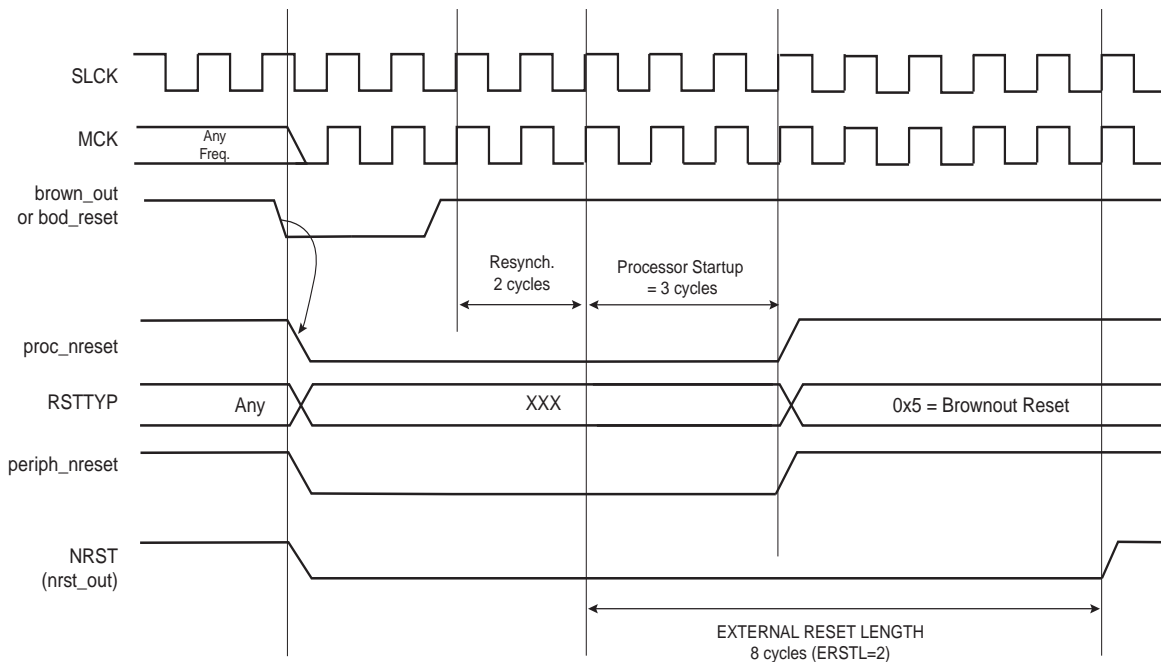 SLCK
MCK
Any
Freq.
brown_out
or bod_reset
Resynch.
2 cycles
Processor Startup
= 3 cycles
proc_nreset
RSTTYP
Any
XXX
0x5 = Brownout Reset
periph_nreset
NRST
(nrst_out)
EXTERNAL RESET LENGTH
8 cycles (ERSTL=2)